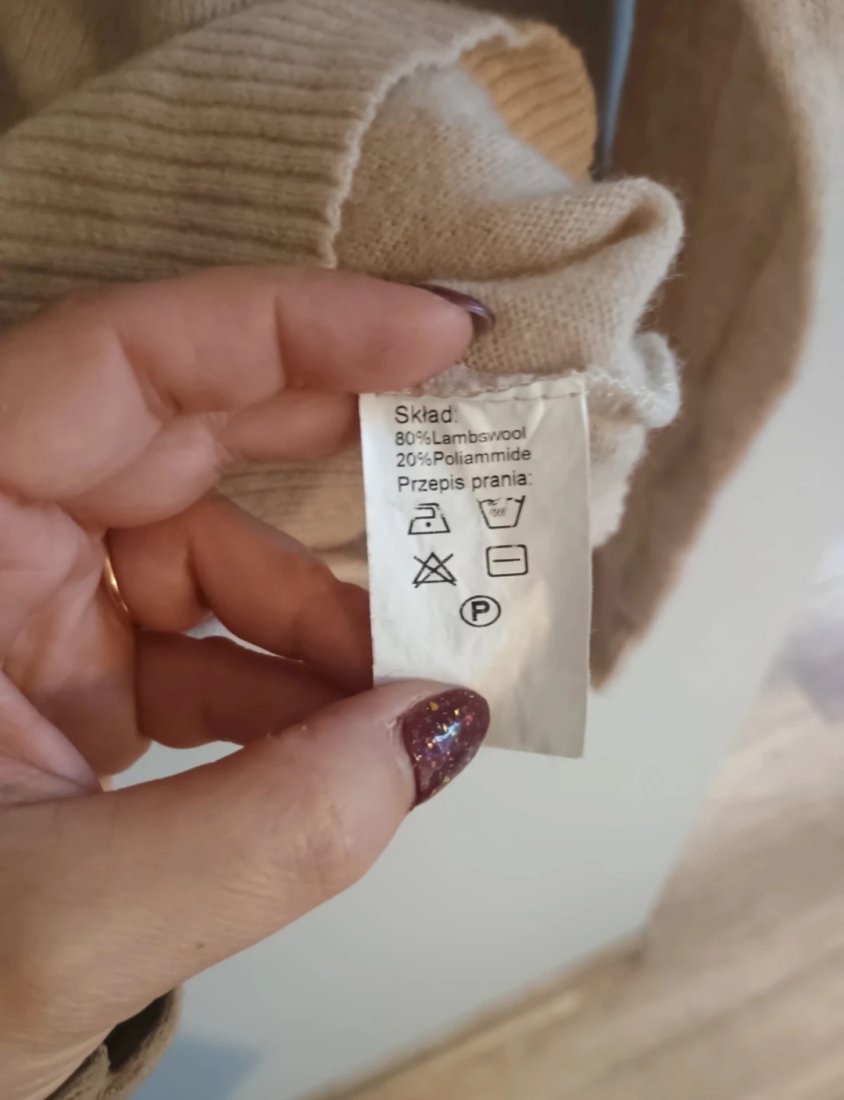 Skład:
80%Lambswool
20%Poliammide
Przepis prania:
P